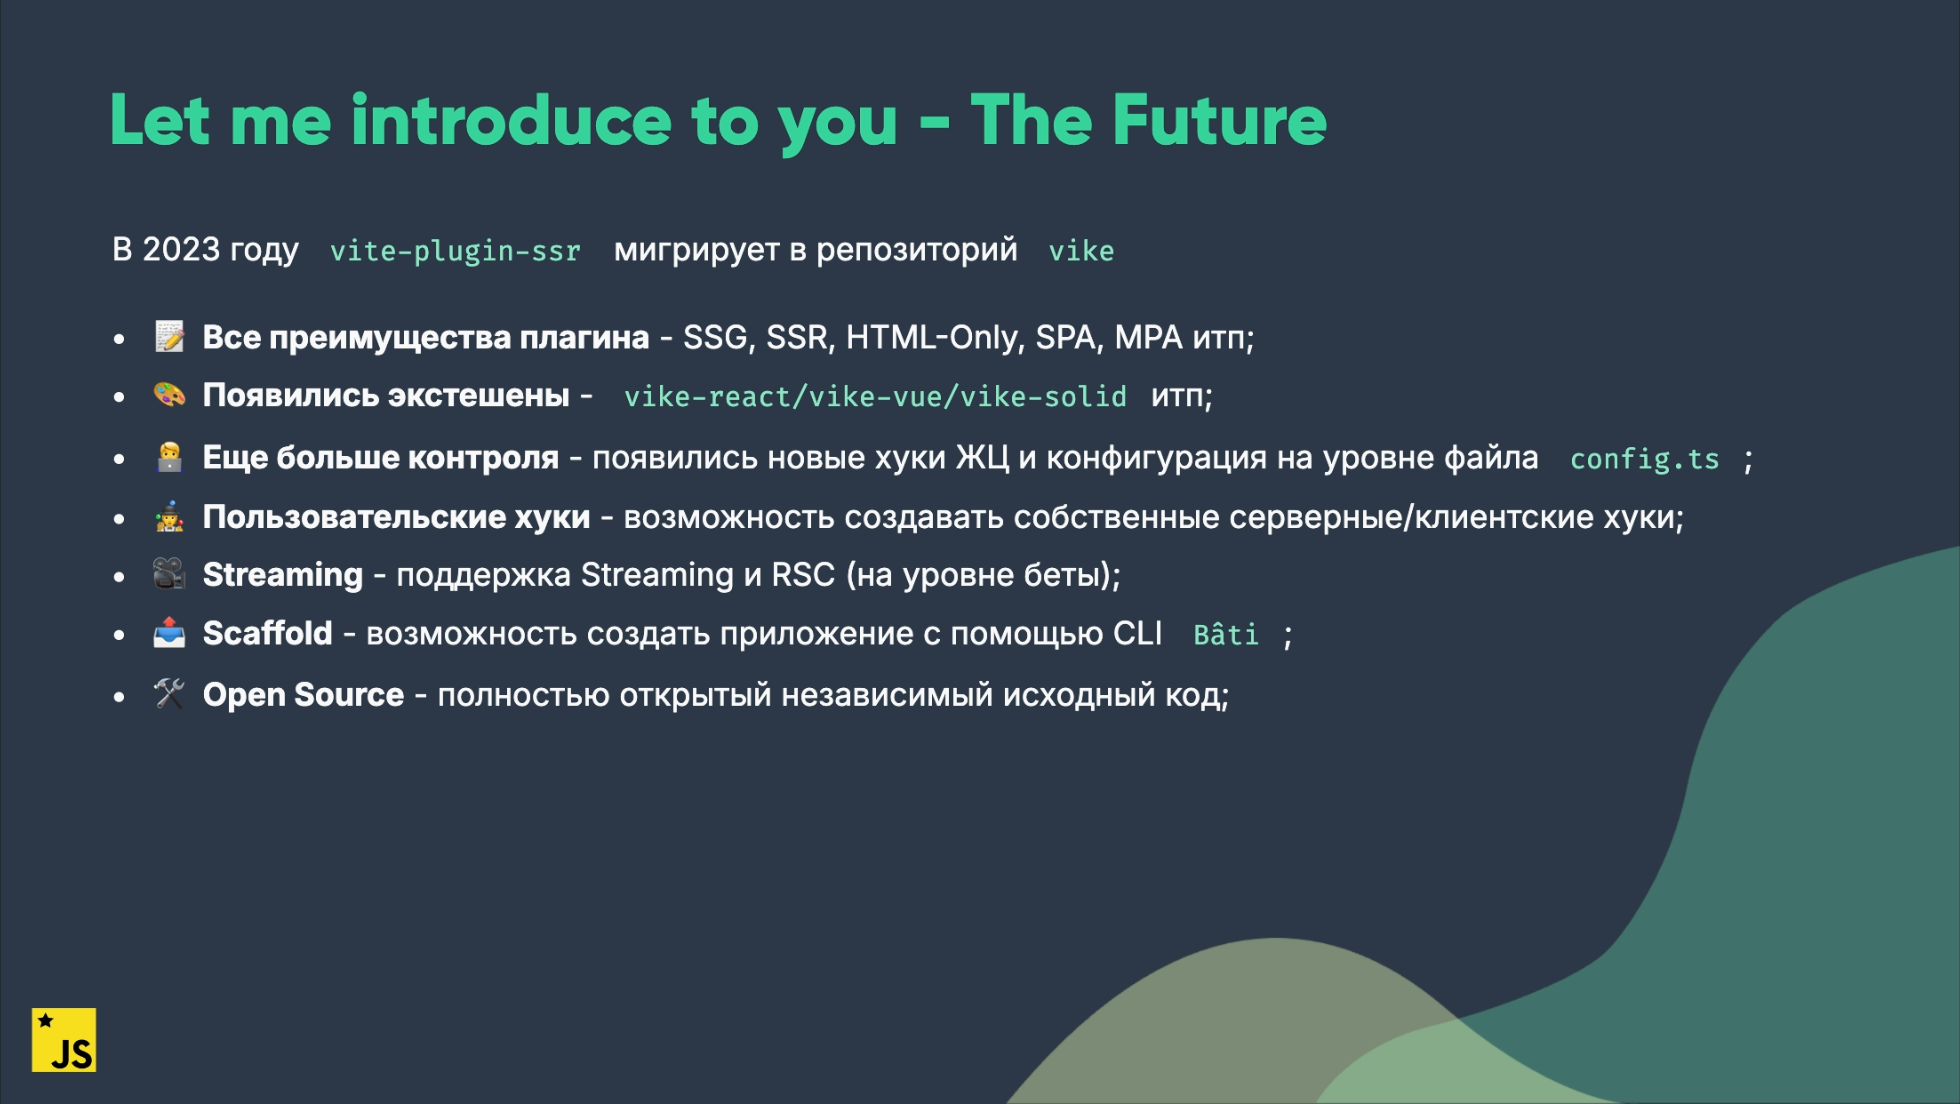 Let me introduce to you - The Future
В 2023 году vite-plugin-ssr мигрирует в репозиторий vike
• 📝 Все преимущества плагина - SSG, SSR, HTML-Only, SPA, MPA итп;
• 🎨 Появились экстешены - vike-react/vike-vue/vike-solid итп;
• 🧑‍💻 Еще больше контроля - появились новые хуки ЖЦ и конфигурация на уровне файла config.ts ;
• 🤹 Пользовательские хуки - возможность создавать собственные серверные/клиентские хуки;
• 🎥 Streaming - поддержка Streaming и RSC (на уровне беты);
• 📤 Scaffold - возможность создать приложение с помощью CLI Bâti ;
• 🛠 Open Source - полностью открытый независимый исходный код;
JS